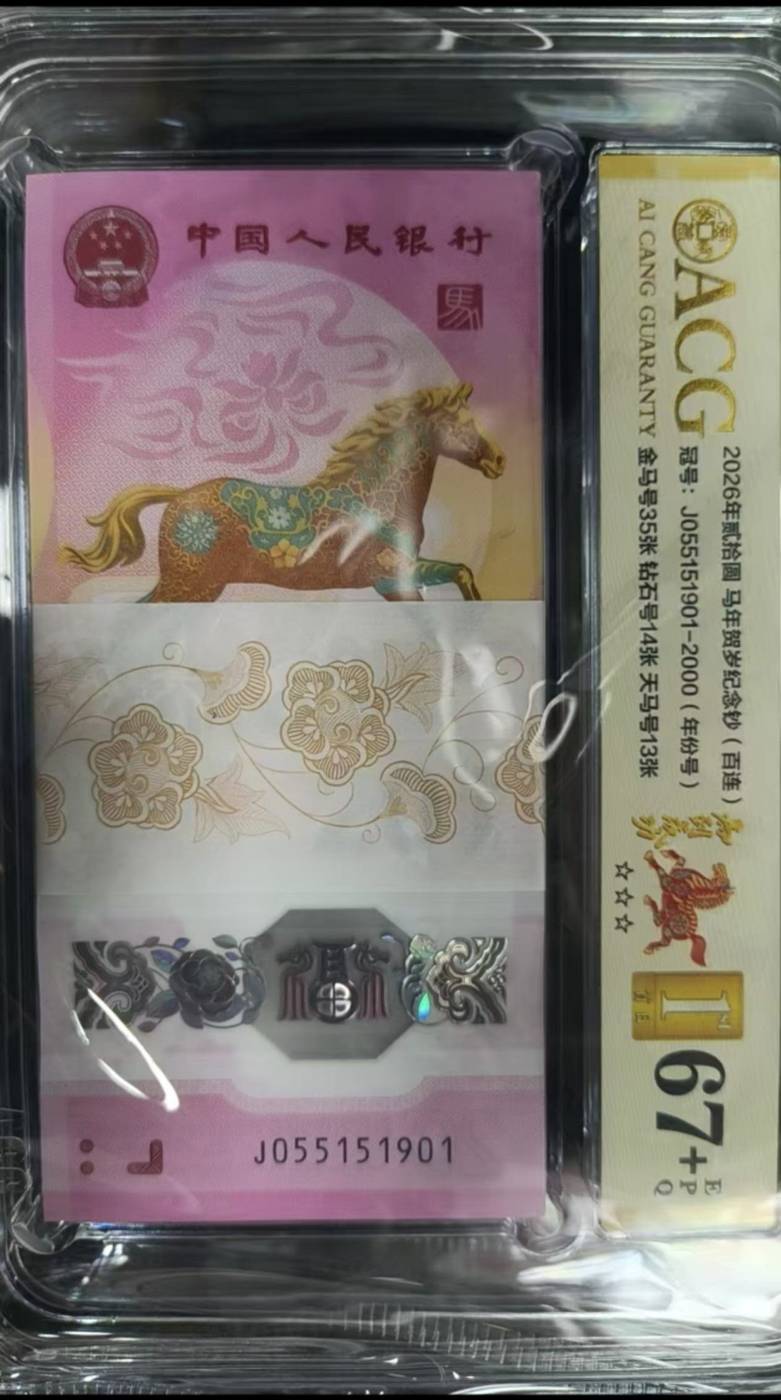 中国人民银行
馬
J055151901
ACG
AI CANG GUARANTY
2026年贰拾圆 马年贺岁纪念钞（百连）
冠号：J055151901-2000（年份号）
金马号35张 钻石号14张 天马号13张
☆☆☆
1st
67+
E
P
Q